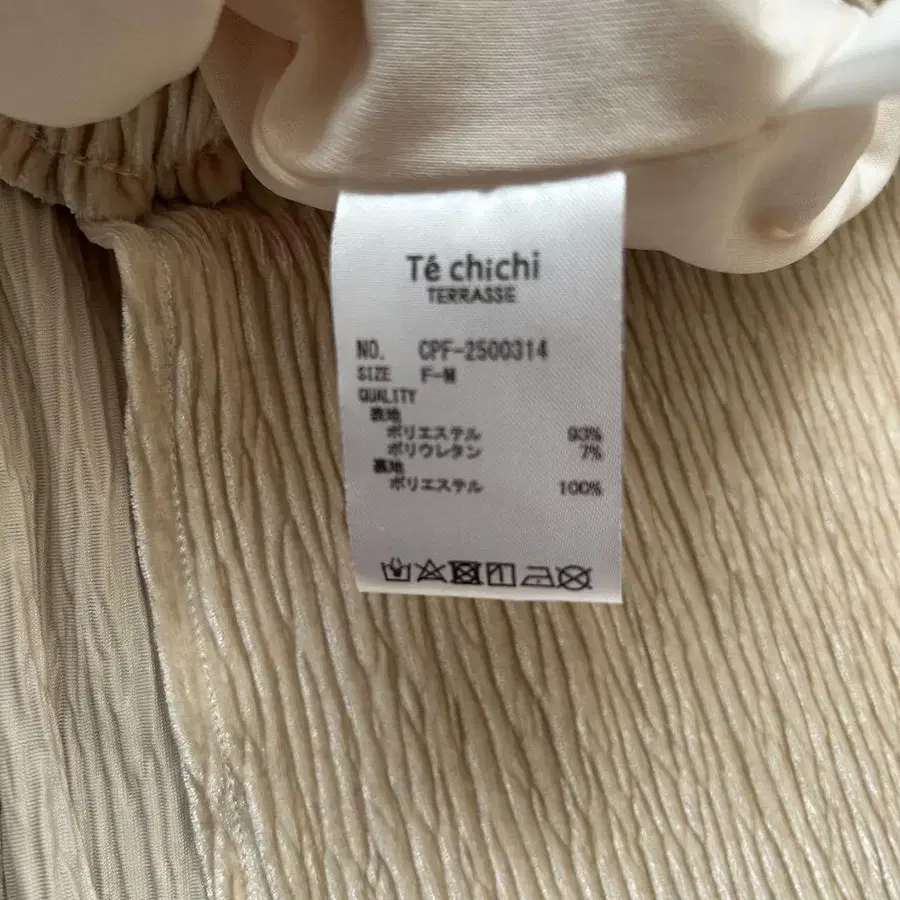 Té chichi
TERRASSE
NO. CPF-2500314
SIZE F-M
QUALITY
表地
ポリエステル 93%
ポリウレタン 7%
裏地
ポリエステル 100%